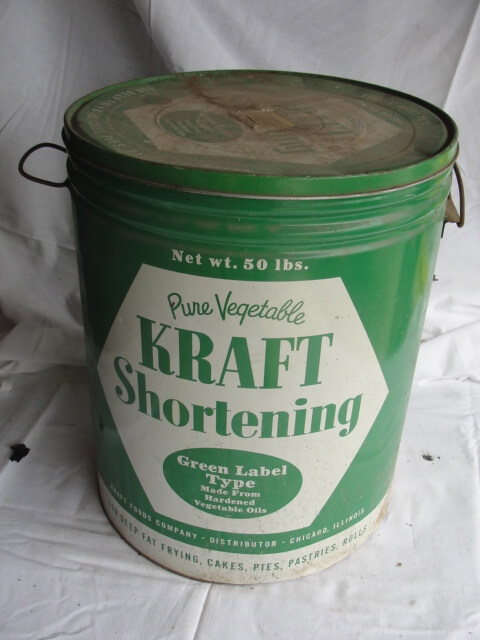 Net wt. 50 lbs.
Pure Vegetable
KRAFT
Shortening
Green Label
Type
Made From
Hardened
Vegetable Oils
KRAFT FOODS COMPANY - DISTRIBUTOR - CHICAGO, ILLINOIS
DEEP FAT FRYING, CAKES, PIES, PASTRIES, ROLLS